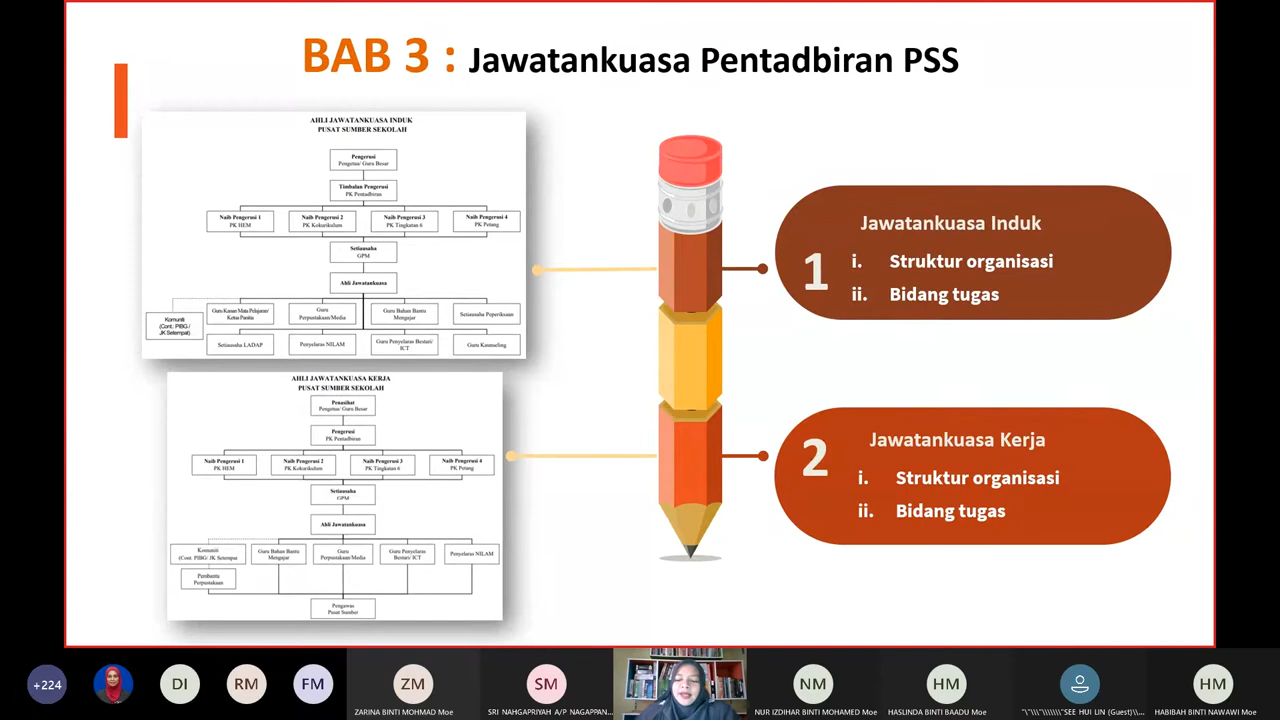 BAB 3 : Jawatankuasa Pentadbiran PSS
AHLI JAWATANKUASA INDUK
PUSAT SUMBER SEKOLAH
Pengerusi
Pengetua/ Guru Besar
Timbalan Pengerusi
PK Pentadbiran
Naib Pengerusi 1
PK HEM
Naib Pengerusi 2
PK Kokurikulum
Naib Pengerusi 3
PK Tingkatan 6
Naib Pengerusi 4
PK Petang
Setiausaha
GPM
Ahli Jawatankuasa
Komuniti
(Cont. PIBG /
JK Setempat)
Guru Kanan Mata Pelajaran/
Ketua Panitia
Guru
Perpustakaan/Media
Guru Bahan Bantu
Mengajar
Setiausaha Peperiksaan
Setiausaha LADAP
Penyelaras NILAM
Guru Penyelaras Bestari/
ICT
Guru Kaunseling
AHLI JAWATANKUASA KERJA
PUSAT SUMBER SEKOLAH
Penasihat
Pengetua/ Guru Besar
Pengerusi
PK Pentadbiran
Naib Pengerusi 1
PK HEM
Naib Pengerusi 2
PK Kokurikulum
Naib Pengerusi 3
PK Tingkatan 6
Naib Pengerusi 4
PK Petang
Setiausaha
GPM
Ahli Jawatankuasa
Komuniti
(Cont. PIBG/ JK Setempat
Guru Bahan Bantu
Mengajar
Guru
Perpustakaan/Media
Guru Penyelaras
Bestari/ ICT
Penyelaras NILAM
Pembantu
Perpustakaan
Pengawas
Pusat Sumber
1
Jawatankuasa Induk
i. Struktur organisasi
ii. Bidang tugas
2
Jawatankuasa Kerja
i. Struktur organisasi
ii. Bidang tugas
+224
DI
RM
FM
ZM
ZARINA BINTI MOHMAD Moe
SM
SRI NAHGAPRIYAH A/P NAGAPPAN...
NM
NUR IZDIHAR BINTI MOHAMED Moe
HM
HASLINDA BINTI BAADU Moe
"\"\\\"\\\\\\\"SEE HUI LIN (Guest)\\...
HM
HABIBAH BINTI NAWAWI Moe